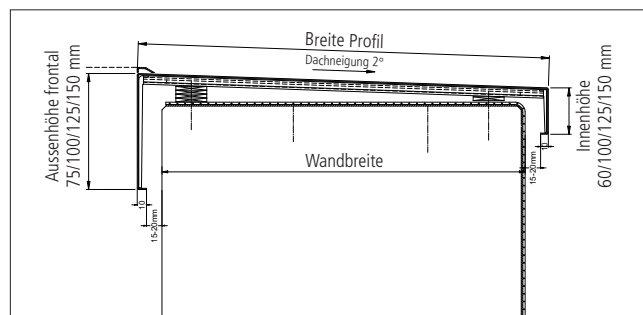 Breite Profil
Dachneigung 2°
Aussenhöhe frontal
75/100/125/150 mm
Innenhöhe
60/100/125/150 mm
Wandbreite
10
15-20mm
10
15-20mm